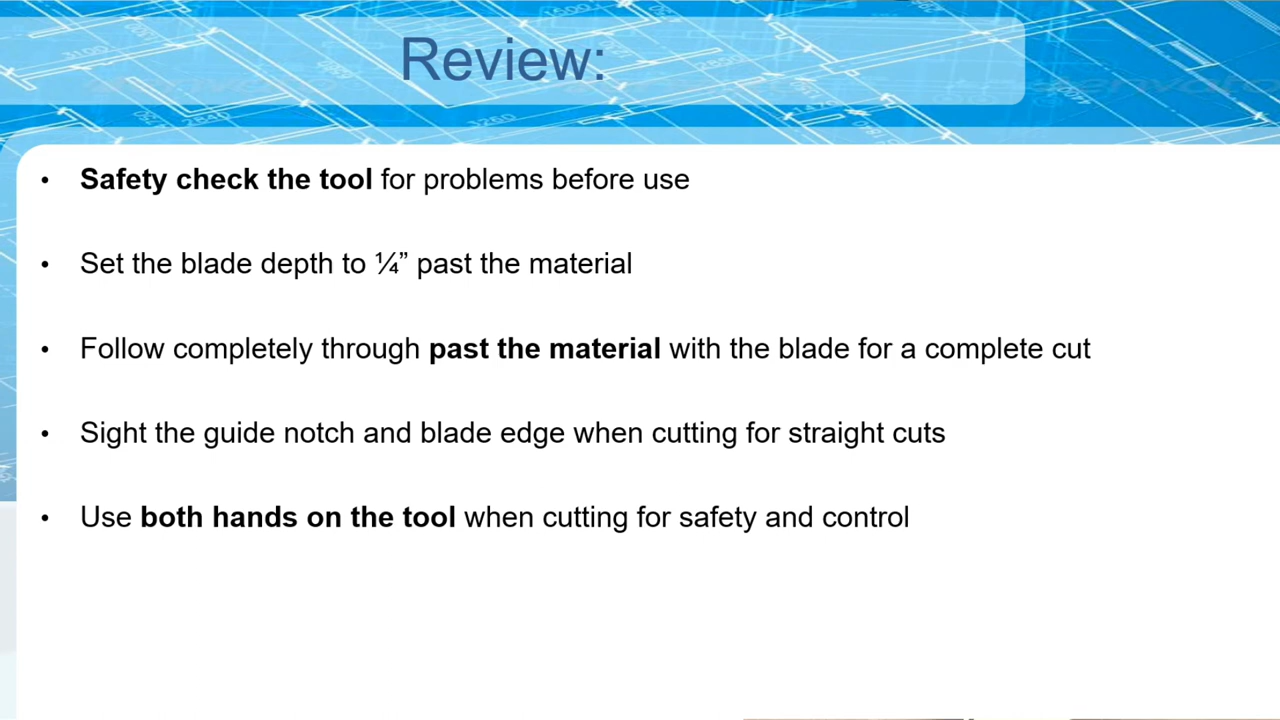 Review:
• Safety check the tool for problems before use
• Set the blade depth to ¼” past the material
• Follow completely through past the material with the blade for a complete cut
• Sight the guide notch and blade edge when cutting for straight cuts
• Use both hands on the tool when cutting for safety and control